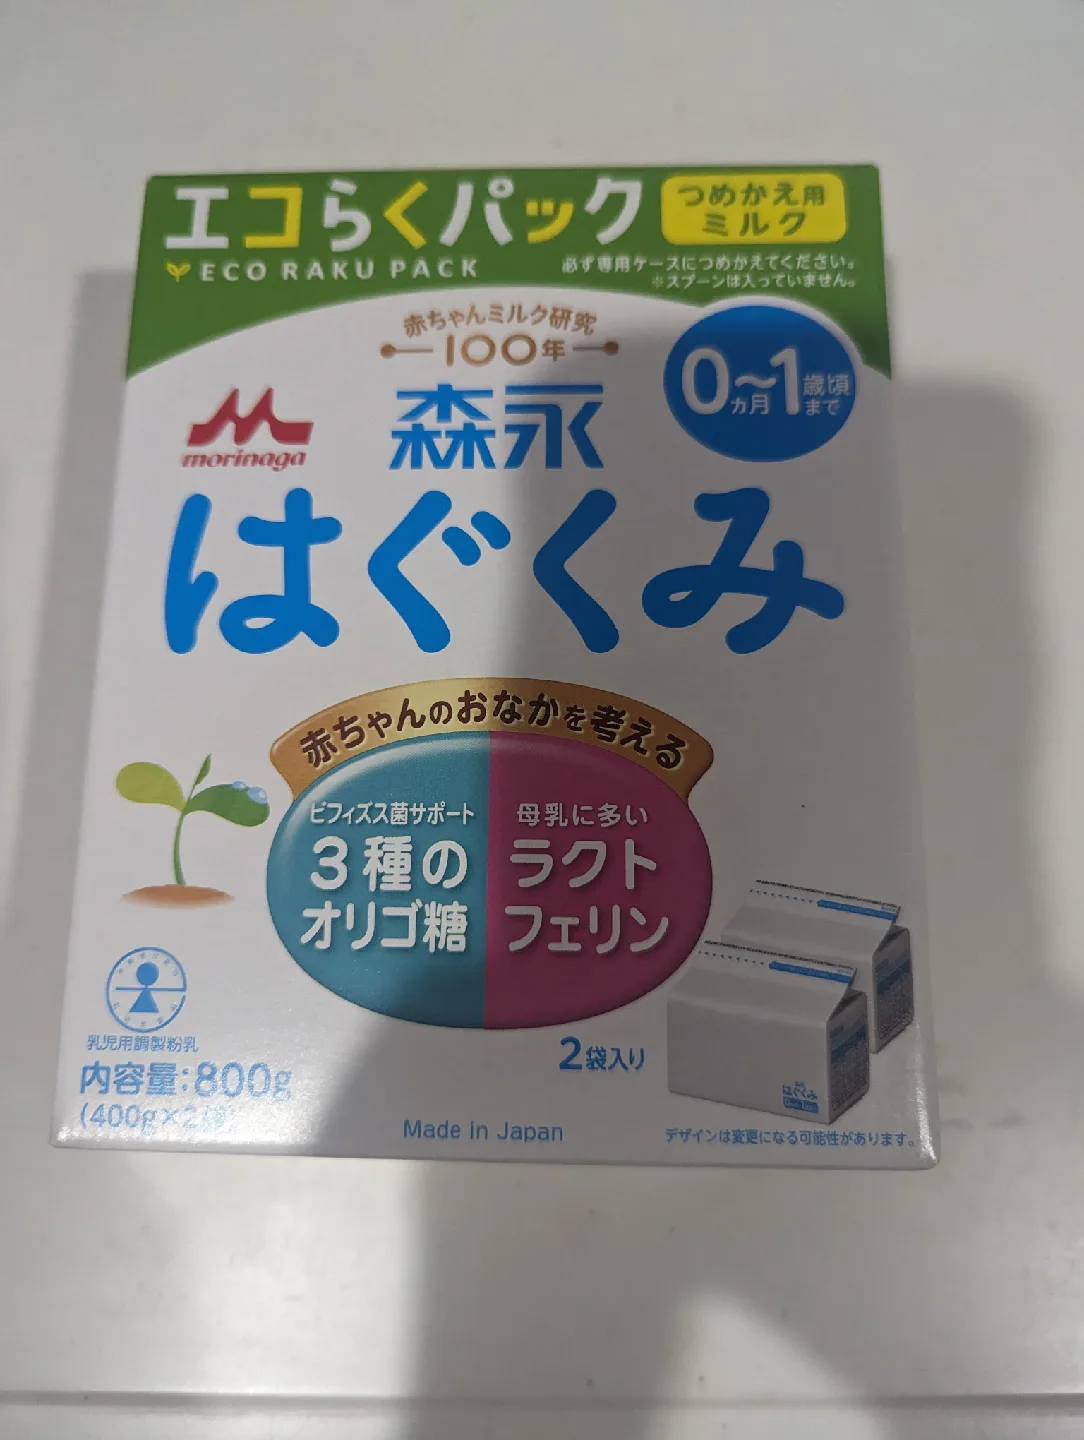 エコらくパック
ECO RAKU PACK
つめかえ用
ミルク
必ず専用ケースにつめかえてください。
※スプーンは入っていません。
赤ちゃんミルク研究
100年
0ヵ月〜1歳頃まで
morinaga
森永
はぐくみ
赤ちゃんのおなかを考える
ビフィズス菌サポート
3種の
オリゴ糖
母乳に多い
ラクト
フェリン
乳児用調製粉乳
内容量:800g
(400g×2袋)
2袋入り
Made in Japan
はぐくみ
デザインは変更になる可能性があります。